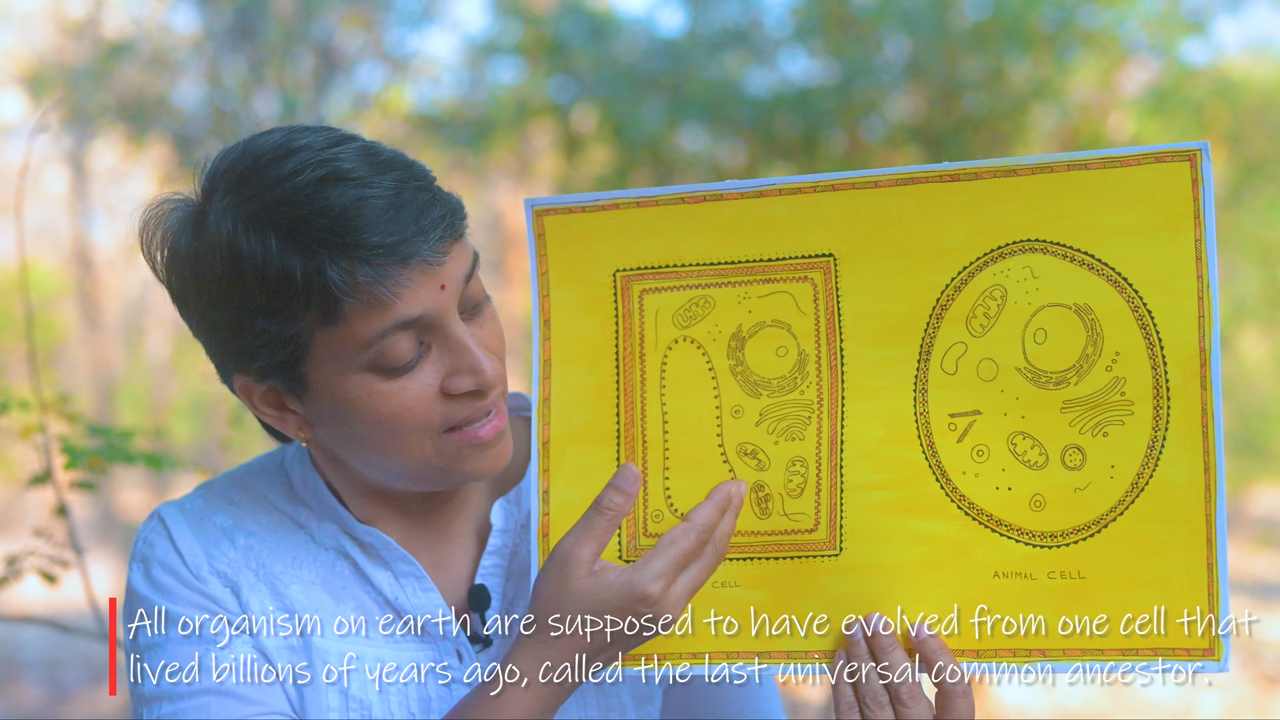 CELL
ANIMAL CELL
All organism on earth are supposed to have evolved from one cell that
lived billions of years ago, called the last universal common ancestor.